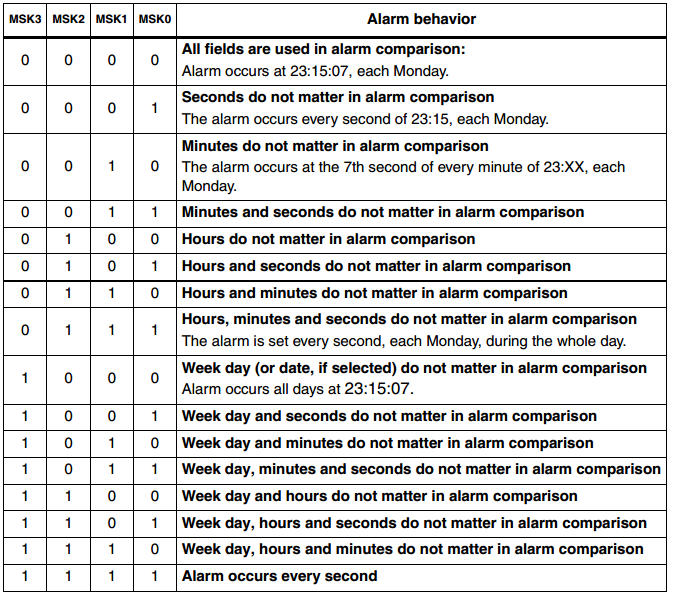 MSK3 MSK2 MSK1 MSK0 Alarm behavior
0 0 0 0 All fields are used in alarm comparison:
Alarm occurs at 23:15:07, each Monday.
0 0 0 1 Seconds do not matter in alarm comparison
The alarm occurs every second of 23:15, each Monday.
0 0 1 0 Minutes do not matter in alarm comparison
The alarm occurs at the 7th second of every minute of 23:XX, each
Monday.
0 0 1 1 Minutes and seconds do not matter in alarm comparison
0 1 0 0 Hours do not matter in alarm comparison
0 1 0 1 Hours and seconds do not matter in alarm comparison
0 1 1 0 Hours and minutes do not matter in alarm comparison
0 1 1 1 Hours, minutes and seconds do not matter in alarm comparison
The alarm is set every second, each Monday, during the whole day.
1 0 0 0 Week day (or date, if selected) do not matter in alarm comparison
Alarm occurs all days at 23:15:07.
1 0 0 1 Week day and seconds do not matter in alarm comparison
1 0 1 0 Week day and minutes do not matter in alarm comparison
1 0 1 1 Week day, minutes and seconds do not matter in alarm comparison
1 1 0 0 Week day and hours do not matter in alarm comparison
1 1 0 1 Week day, hours and seconds do not matter in alarm comparison
1 1 1 0 Week day, hours and minutes do not matter in alarm comparison
1 1 1 1 Alarm occurs every second